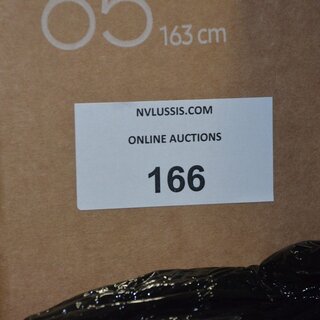 65 163 cm
NVLUSSIS.COM
ONLINE AUCTIONS
166